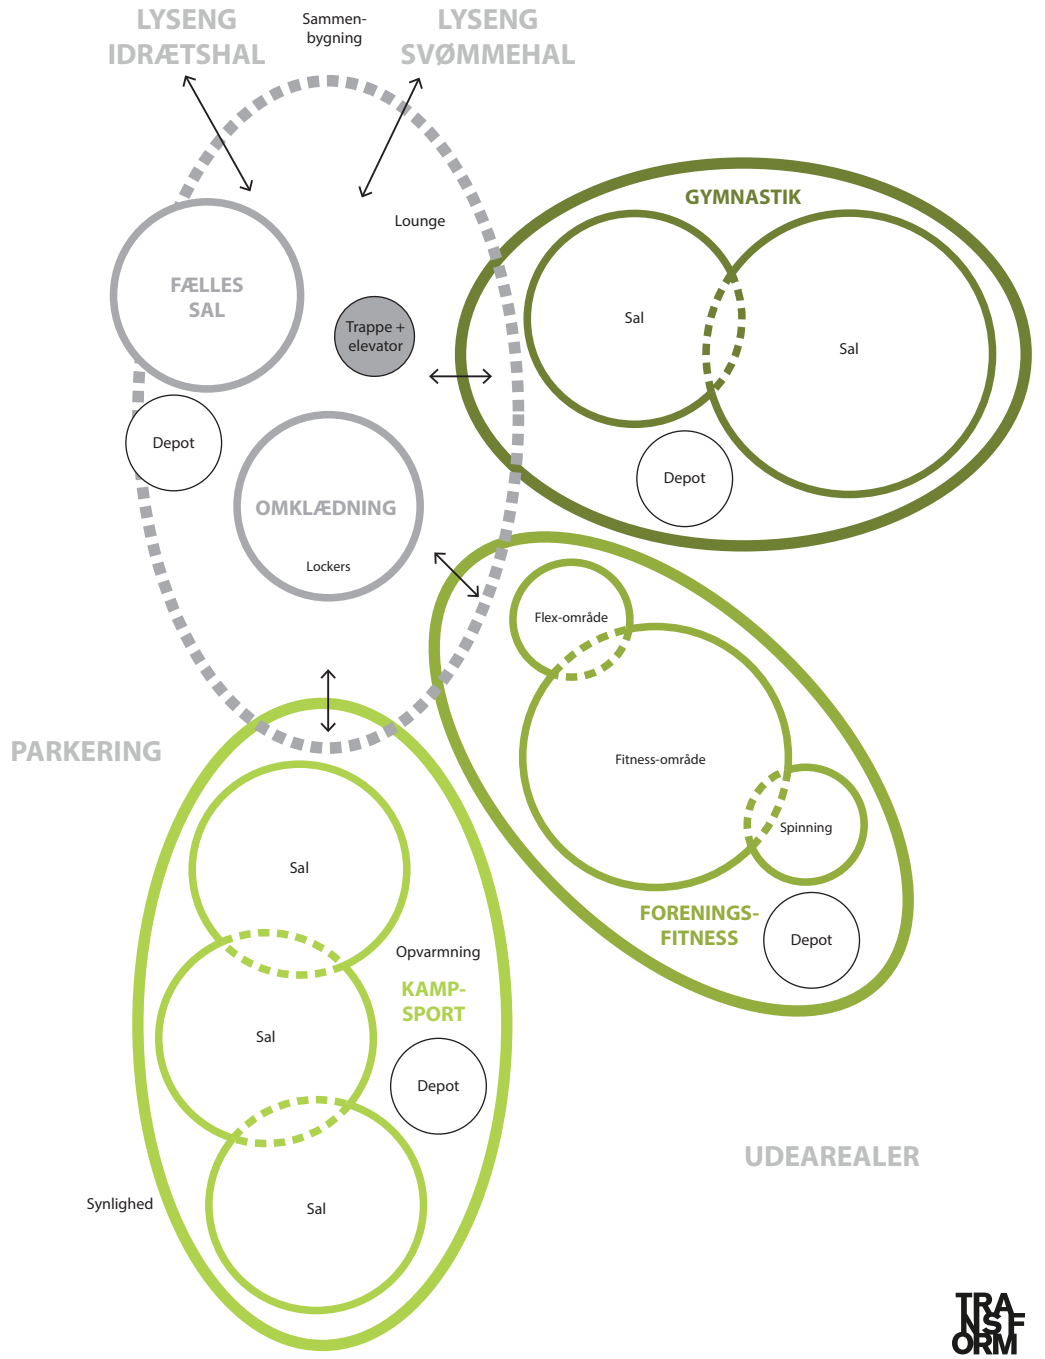 LYSENG
IDRÆTSHAL
Sammen-
bygning
LYSENG
SVØMMEHAL
Lounge
FÆLLES
SAL
Trappe +
elevator
Depot
OMKLÆDNING
Lockers
GYMNASTIK
Sal
Sal
Depot
Flex-område
Fitness-område
Spinning
FORENINGS-
FITNESS
Depot
PARKERING
Sal
Opvarmning
KAMP-
SPORT
Sal
Depot
Synlighed
Sal
UDEAREALER
TRA
NSF
ORM